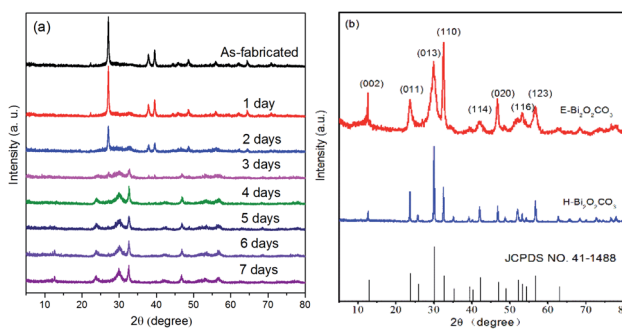 (a)
As-fabricated
1 day
2 days
3 days
4 days
5 days
6 days
7 days
Intensity (a. u.)
10 20 30 40 50 60 70 80
2θ (degree)
(b)
(110)
(013)
(002)
(011)
(020)
(123)
(114)
(116)
E-Bi₂O₂CO₃
H-Bi₂O₂CO₃
JCPDS NO. 41-1488
Intensity (a. u.)
10 20 30 40 50 60 70 80
2θ (degree)